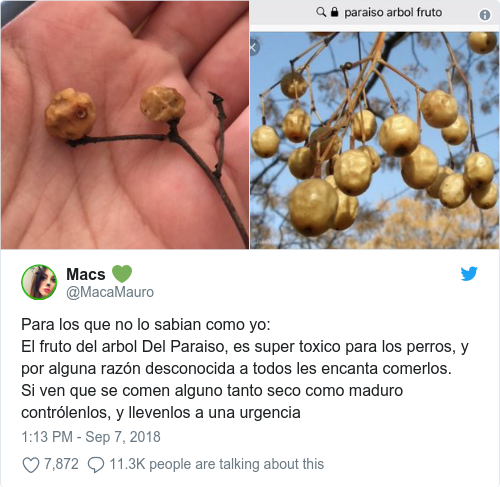 paraiso arbol fruto
Macs
@MacaMauro
Para los que no lo sabian como yo:
El fruto del arbol Del Paraiso, es super toxico para los perros, y
por alguna razón desconocida a todos les encanta comerlos.
Si ven que se comen alguno tanto seco como maduro
contrólenlos, y llevenlos a una urgencia
1:13 PM - Sep 7, 2018
7,872 11.3K people are talking about this